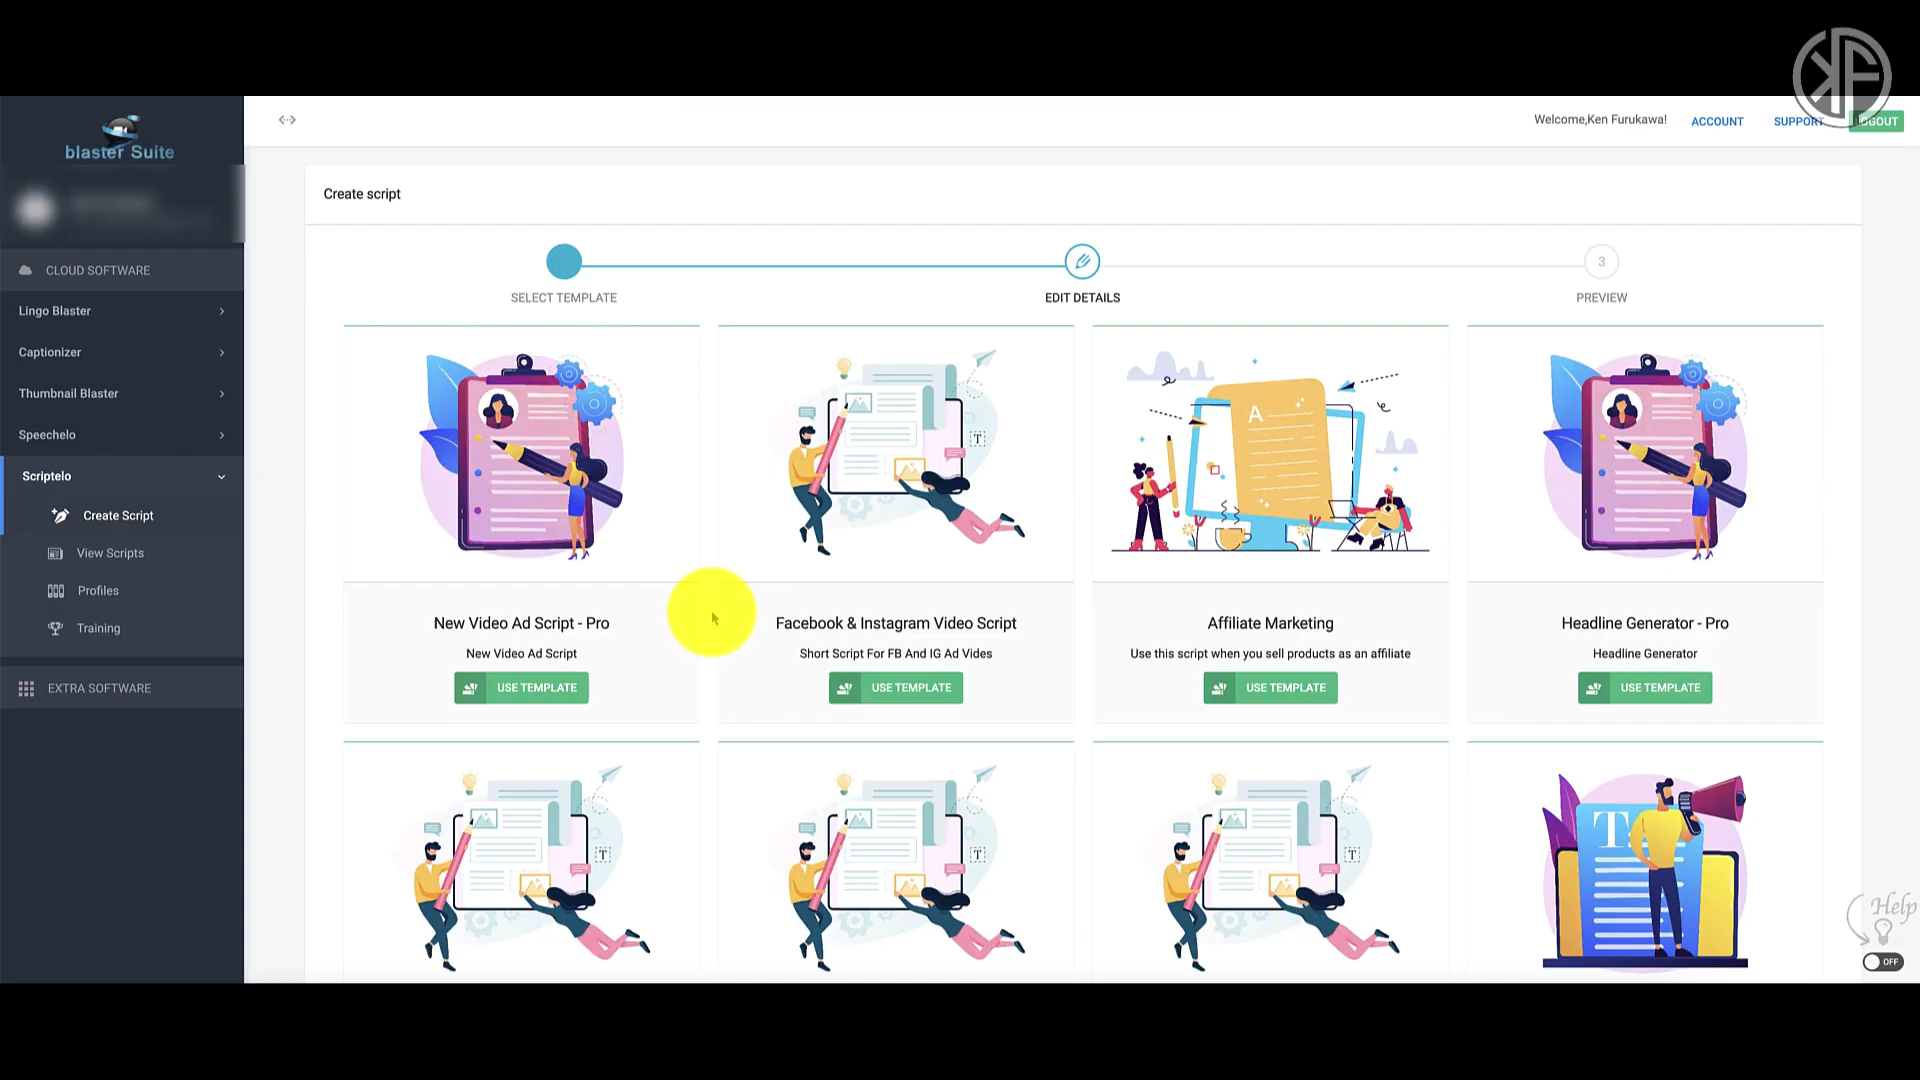 KF
blaster Suite
Welcome,Ken Furukawa!
ACCOUNT
SUPPORT
OGOUT
Create script
CLOUD SOFTWARE
Lingo Blaster
Captionizer
Thumbnail Blaster
Speechelo
Scriptelo
Create Script
View Scripts
Profiles
Training
EXTRA SOFTWARE
SELECT TEMPLATE
EDIT DETAILS
3
PREVIEW
A
T
New Video Ad Script - Pro
New Video Ad Script
USE TEMPLATE
Facebook & Instagram Video Script
Short Script For FB And IG Ad Vides
USE TEMPLATE
Affiliate Marketing
Use this script when you sell products as an affiliate
USE TEMPLATE
Headline Generator - Pro
Headline Generator
USE TEMPLATE
T
T
T
T
Help
OFF